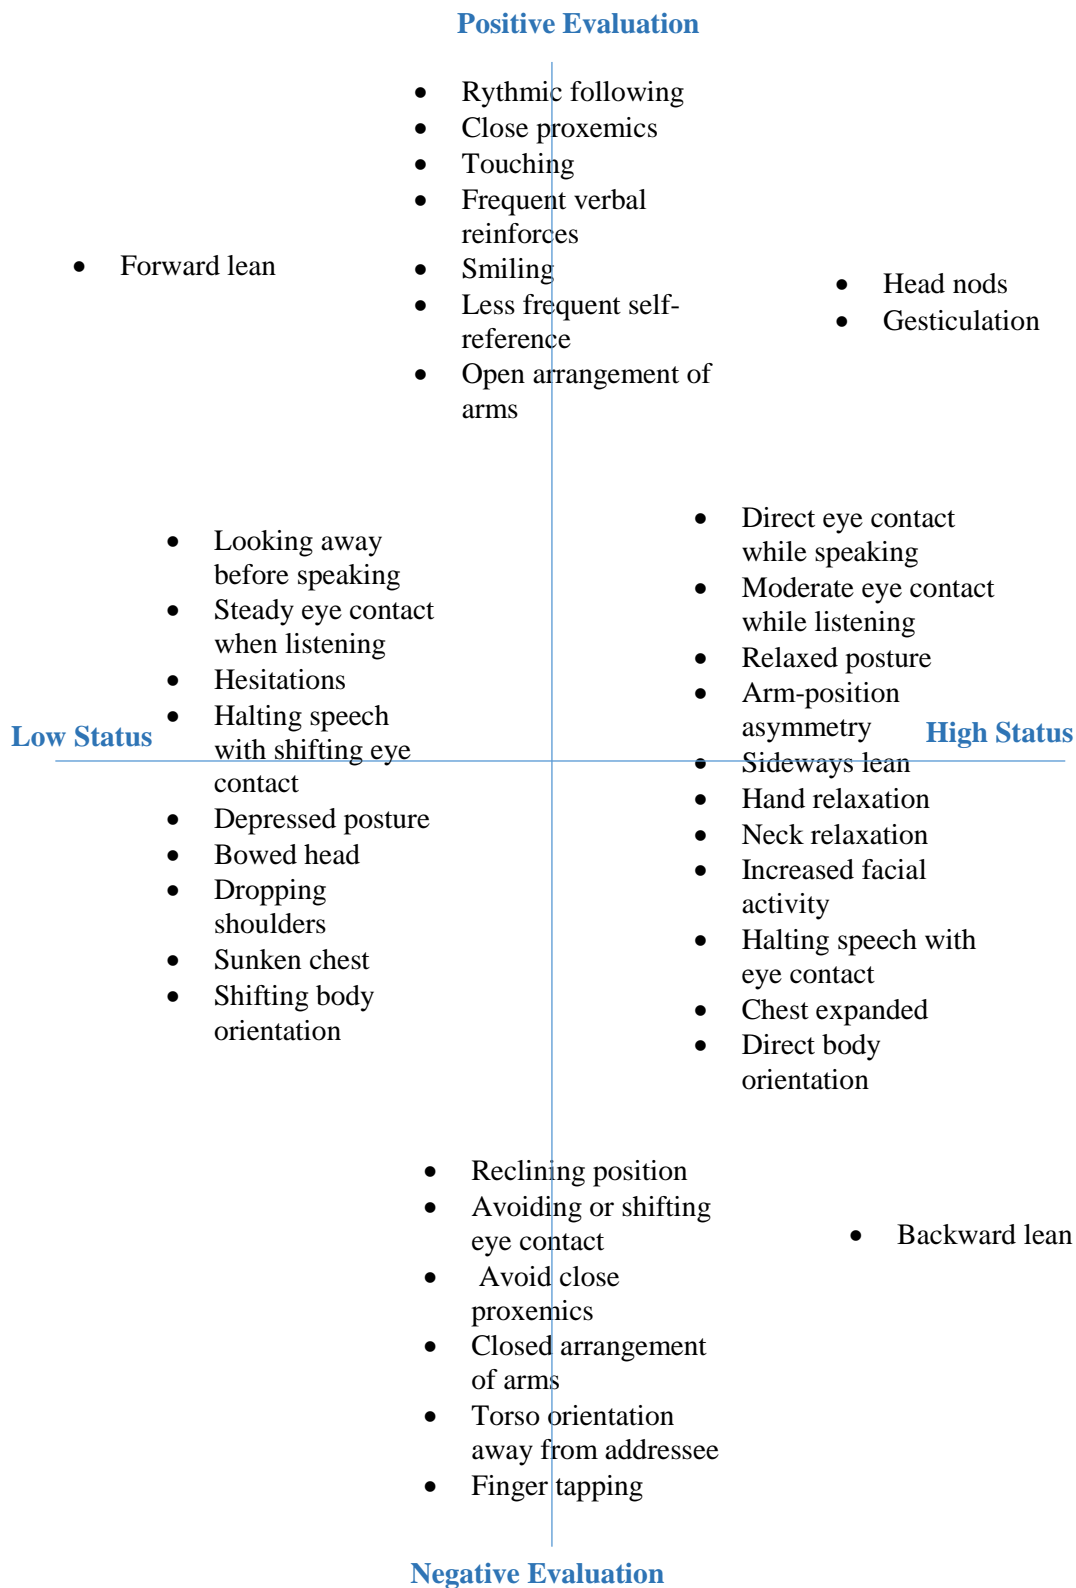 Positive Evaluation
• Rythmic following
• Close proxemics
• Touching
• Frequent verbal
reinforces
• Smiling
• Less frequent self-
reference
• Open arrangement of
arms
• Forward lean
• Head nods
• Gesticulation
• Looking away
before speaking
• Steady eye contact
when listening
• Hesitations
• Halting speech
with shifting eye
contact
• Depressed posture
• Bowed head
• Dropping
shoulders
• Sunken chest
• Shifting body
orientation
Low Status
• Direct eye contact
while speaking
• Moderate eye contact
while listening
• Relaxed posture
• Arm-position
asymmetry
• Sideways lean
• Hand relaxation
• Neck relaxation
• Increased facial
activity
• Halting speech with
eye contact
• Chest expanded
• Direct body
orientation
High Status
• Reclining position
• Avoiding or shifting
eye contact
• Avoid close
proxemics
• Closed arrangement
of arms
• Torso orientation
away from addressee
• Finger tapping
• Backward lean
Negative Evaluation